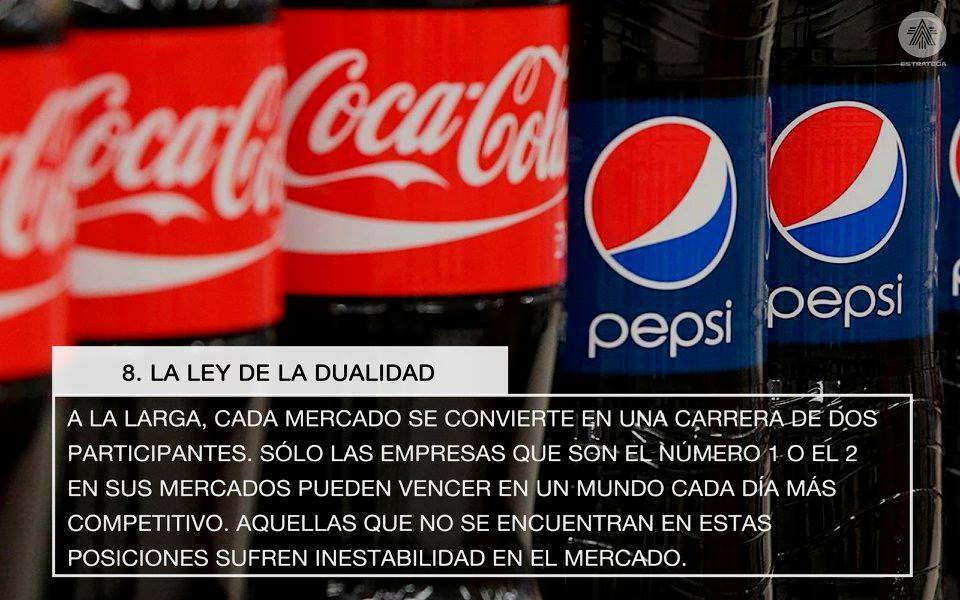 Coca-Cola
Coca-Cola
pepsi
pepsi
ESTRATEGA
8. LA LEY DE LA DUALIDAD
A LA LARGA, CADA MERCADO SE CONVIERTE EN UNA CARRERA DE DOS
PARTICIPANTES. SÓLO LAS EMPRESAS QUE SON EL NÚMERO 1 O EL 2
EN SUS MERCADOS PUEDEN VENCER EN UN MUNDO CADA DÍA MÁS
COMPETITIVO. AQUELLAS QUE NO SE ENCUENTRAN EN ESTAS
POSICIONES SUFREN INESTABILIDAD EN EL MERCADO.